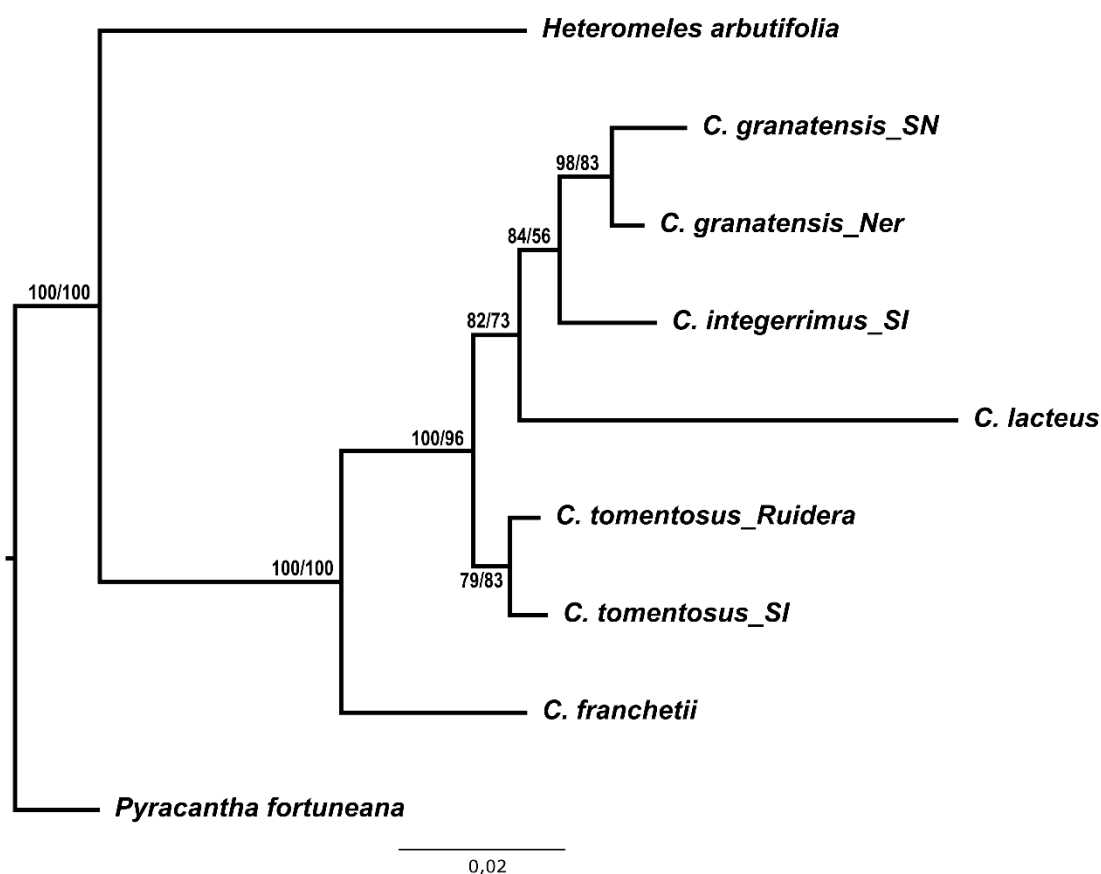 Heteromeles arbutifolia
C. granatensis_SN
98/83
C. granatensis_Ner
84/56
100/100
82/73
C. integerrimus_SI
C. lacteus
100/96
C. tomentosus_Ruidera
100/100
79/83
C. tomentosus_SI
C. franchetii
Pyracantha fortuneana
0,02